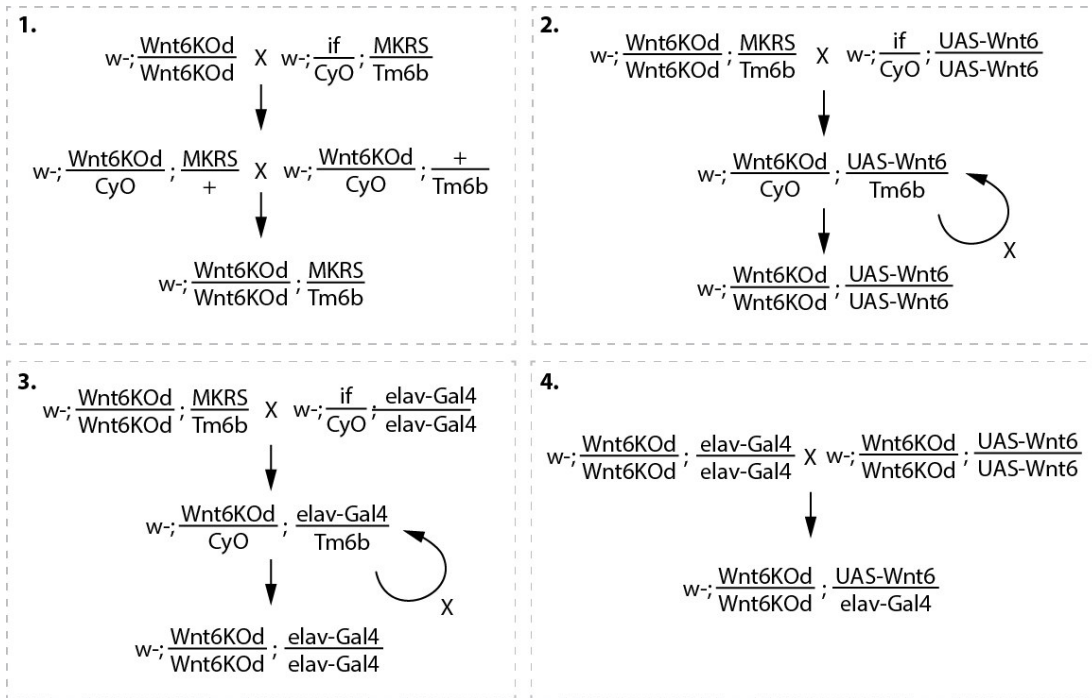 1.
Wnt6KOd if MKRS
w-; X w-; ;
Wnt6KOd CyO Tm6b
Wnt6KOd MKRS Wnt6KOd +
w-; ; X w-; ;
CyO + CyO Tm6b
Wnt6KOd MKRS
w-; ;
Wnt6KOd Tm6b
2.
Wnt6KOd MKRS if UAS-Wnt6
w-; ; X w-; ;
Wnt6KOd Tm6b CyO UAS-Wnt6
Wnt6KOd UAS-Wnt6
w-; ;
CyO Tm6b
X
Wnt6KOd UAS-Wnt6
w-; ;
Wnt6KOd UAS-Wnt6
3.
Wnt6KOd MKRS if elav-Gal4
w-; ; X w-; ;
Wnt6KOd Tm6b CyO elav-Gal4
Wnt6KOd elav-Gal4
w-; ;
CyO Tm6b
X
Wnt6KOd elav-Gal4
w-; ;
Wnt6KOd elav-Gal4
4.
Wnt6KOd elav-Gal4 Wnt6KOd UAS-Wnt6
w-; ; X w-; ;
Wnt6KOd elav-Gal4 Wnt6KOd UAS-Wnt6
Wnt6KOd UAS-Wnt6
w-; ;
Wnt6KOd elav-Gal4